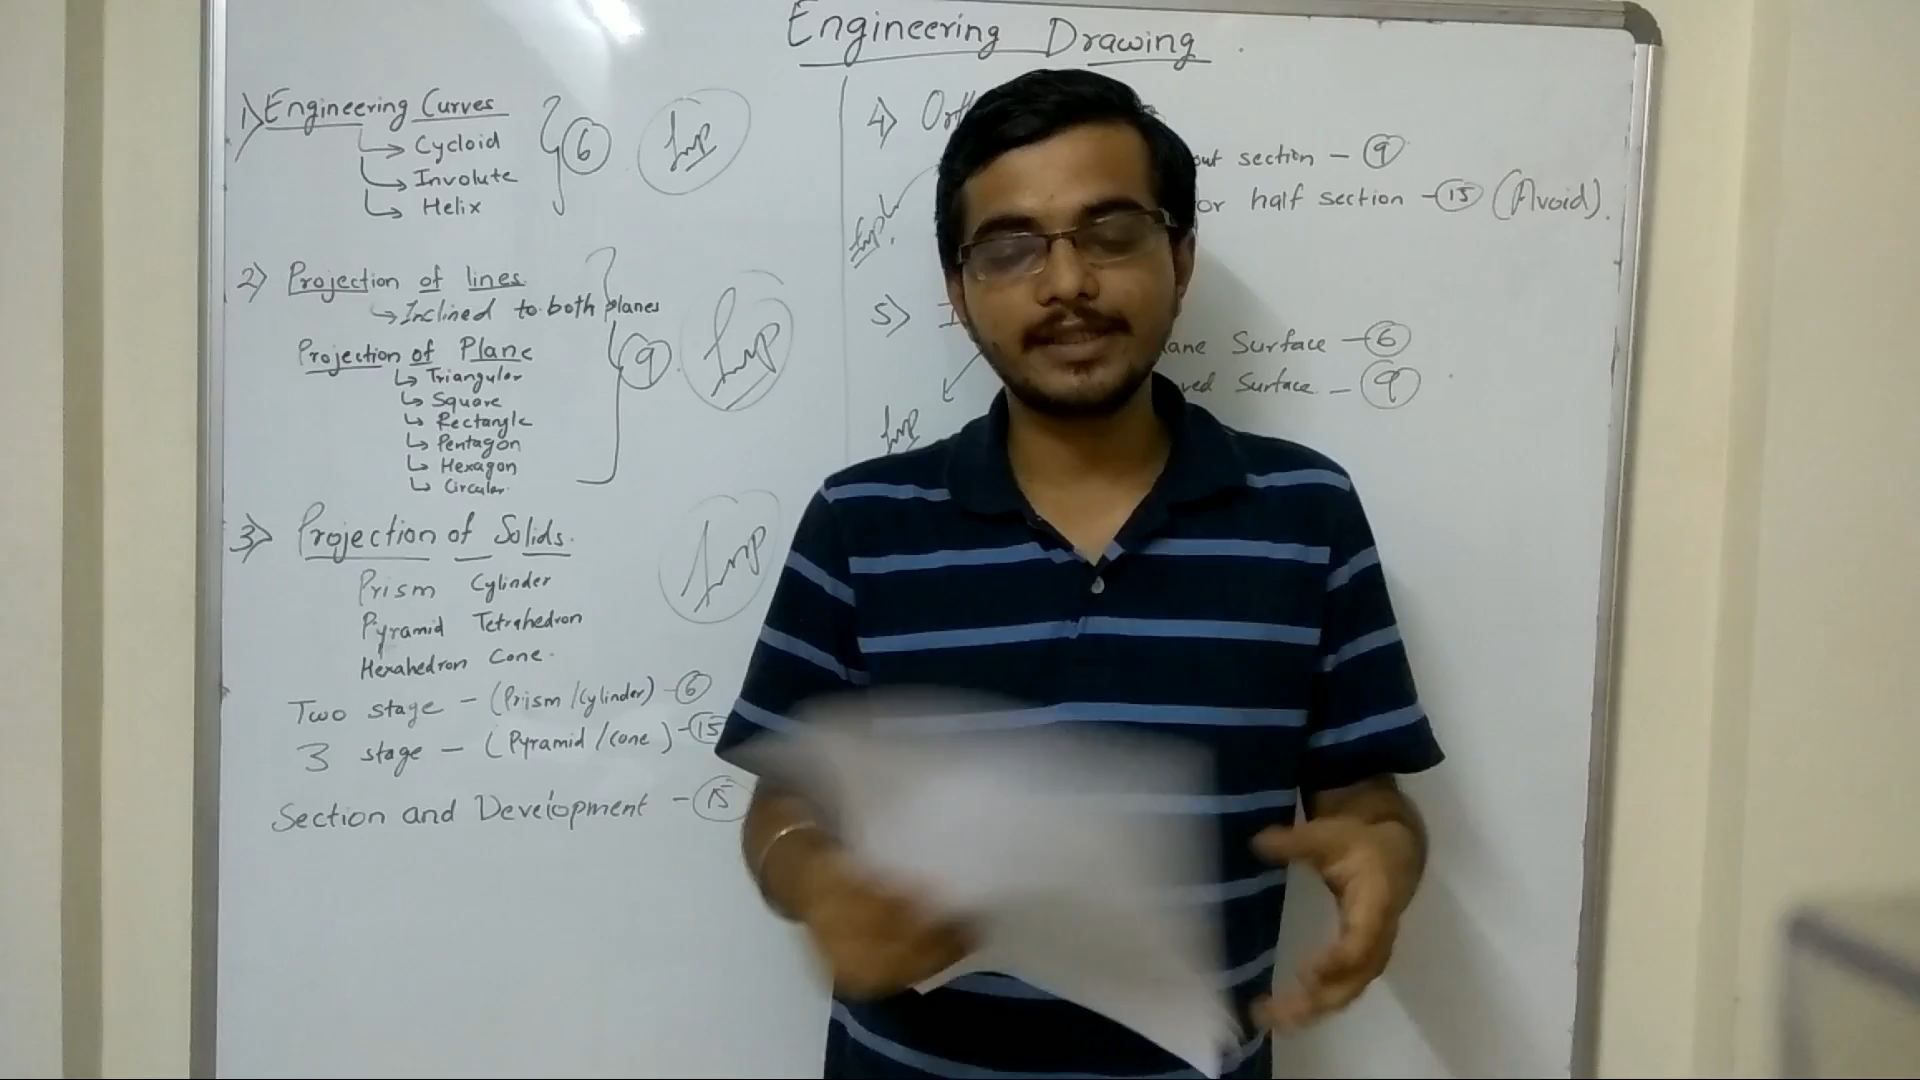 Engineering Drawing
1) Engineering Curves
Cycloid
Involute
Helix
6
Imp
2) Projection of lines
Inclined to both planes
Projection of Plane
Triangular
Square
Rectangle
Pentagon
Hexagon
Circular
9
Imp
3) Projection of Solids.
Prism Cylinder
Pyramid Tetrahedron
Hexahedron Cone.
Imp
Two stage - (Prism/Cylinder) - 6
3 stage - (Pyramid/Cone) - 15
Section and Development - 15
4)
section - 9
or half section - 15 (Avoid).
Imp.
5)
Surface - 6
Surface - 9
Imp